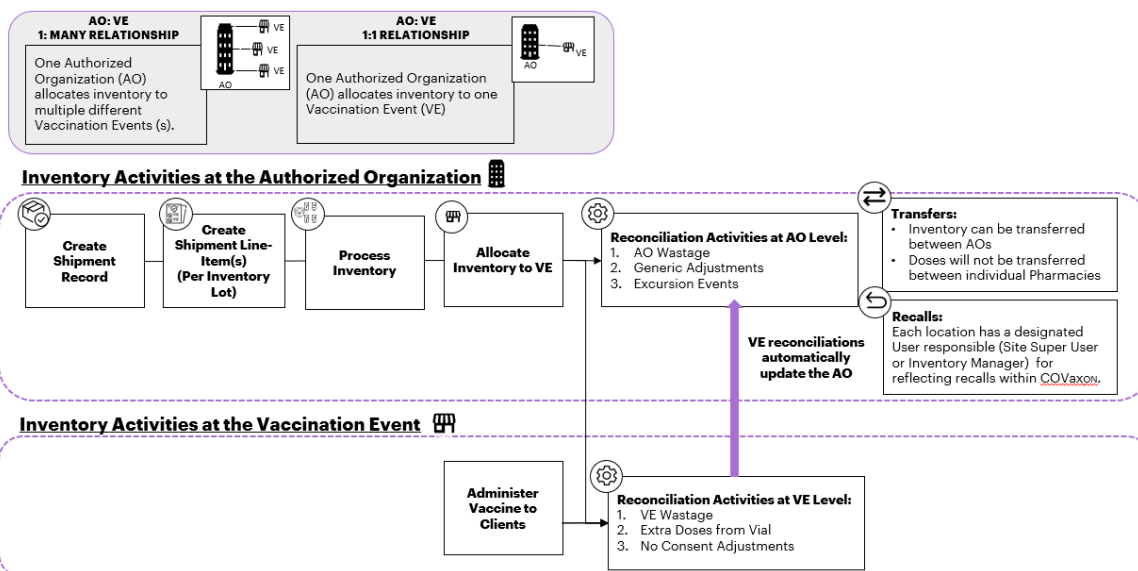 AO: VE
1: MANY RELATIONSHIP
One Authorized
Organization (AO)
allocates inventory to
multiple different
Vaccination Events (s).
VE
VE
VE
AO
AO: VE
1:1 RELATIONSHIP
One Authorized Organization
(AO) allocates inventory to one
Vaccination Event (VE)
VE
AO
Inventory Activities at the Authorized Organization
Create
Shipment
Record
Create
Shipment Line-
Item(s)
(Per Inventory
Lot)
Process
Inventory
Allocate
Inventory to VE
Reconciliation Activities at AO Level:
1. AO Wastage
2. Generic Adjustments
3. Excursion Events
Transfers:
• Inventory can be transferred
between AOs
• Doses will not be transferred
between individual Pharmacies
Recalls:
Each location has a designated
User responsible (Site Super User
or Inventory Manager) for
reflecting recalls within COVaxON.
VE reconciliations
automatically
update the AO
Inventory Activities at the Vaccination Event
Administer
Vaccine to
Clients
Reconciliation Activities at VE Level:
1. VE Wastage
2. Extra Doses from Vial
3. No Consent Adjustments